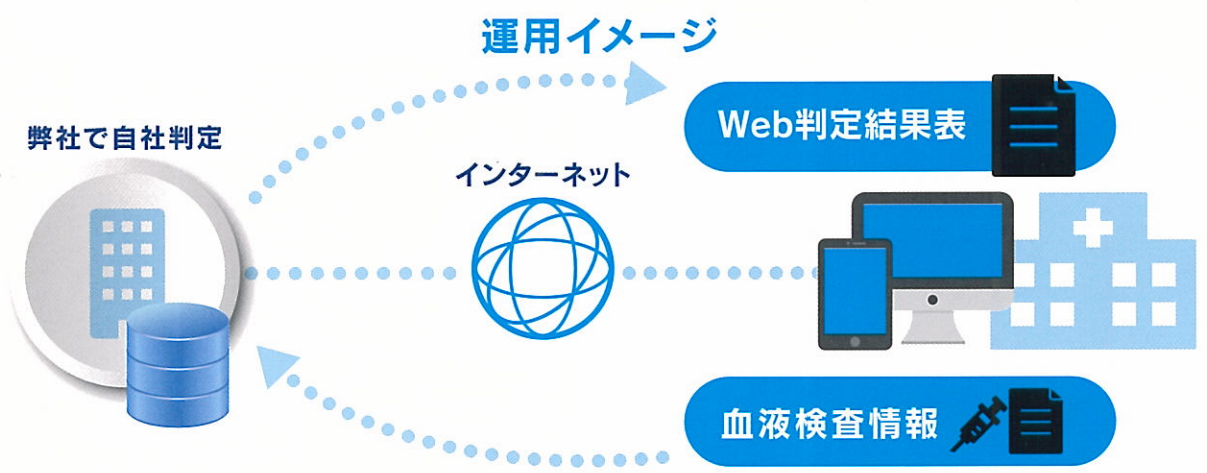 運用イメージ
Web判定結果表
弊社で自社判定
インターネット
血液検査情報